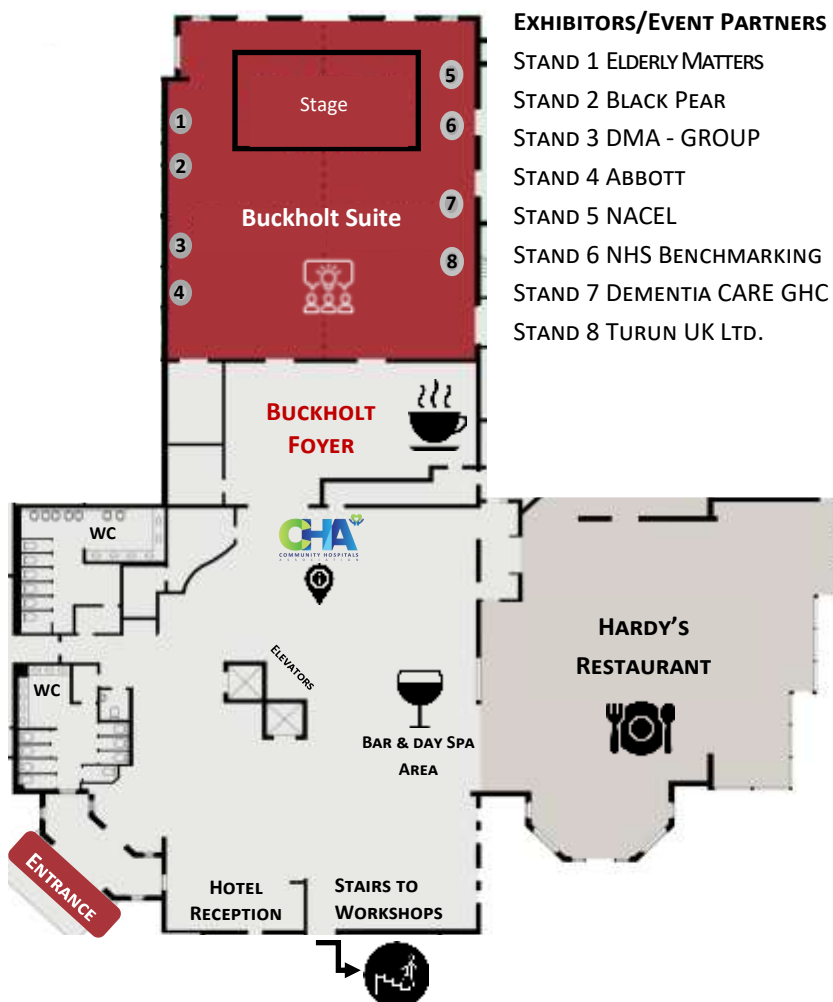 EXHIBITORS/EVENT PARTNERS
STAND 1 ELDERLY MATTERS
STAND 2 BLACK PEAR
STAND 3 DMA - GROUP
STAND 4 ABBOTT
STAND 5 NACEL
STAND 6 NHS BENCHMARKING
STAND 7 DEMENTIA CARE GHC
STAND 8 TURUN UK LTD.
Stage
5
1
6
2
7
Buckholt Suite
3
8
4
BUCKHOLT
FOYER
WC
CHA
COMMUNITY HOSPITALS
ASSOCIATION
HARDY'S
RESTAURANT
ELEVATORS
WC
BAR & DAY SPA
AREA
ENTRANCE
HOTEL
RECEPTION
STAIRS TO
WORKSHOPS